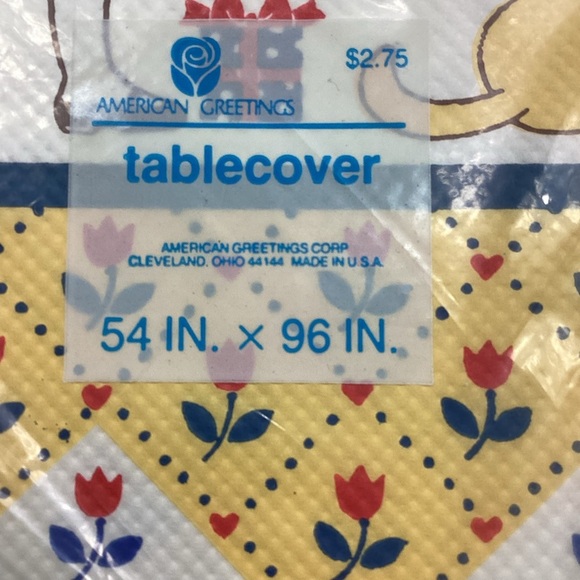 $2.75
AMERICAN GREETINGS
tablecover
AMERICAN GREETINGS CORP
CLEVELAND, OHIO 44144 MADE IN U.S.A.
54 IN. × 96 IN.